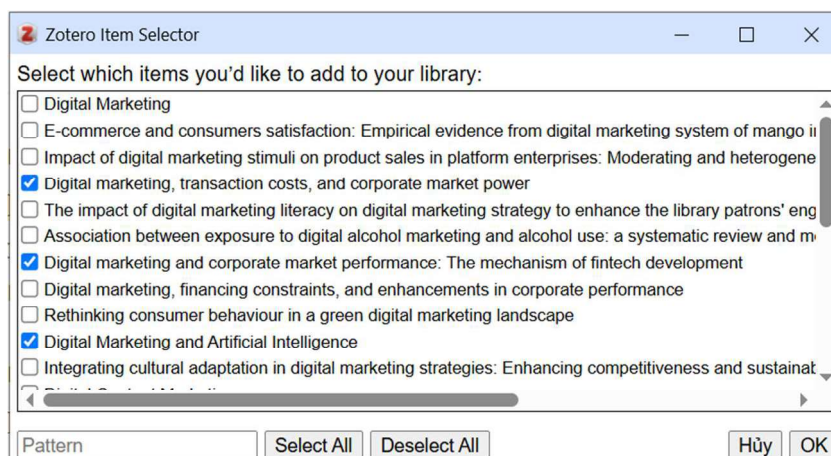 Zotero Item Selector
Select which items you'd like to add to your library:
Digital Marketing
E-commerce and consumers satisfaction: Empirical evidence from digital marketing system of mango
Impact of digital marketing stimuli on product sales in platform enterprises: Moderating and
Digital marketing, transaction costs, and corporate market power
The impact of digital marketing literacy on digital marketing strategy to enhance the library patrons'
Association between exposure to digital alcohol marketing and alcohol use: a systematic review and
Digital marketing and corporate market performance: The mechanism of fintech development
Digital marketing, financing constraints, and enhancements in corporate performance
Rethinking consumer behaviour in a green digital marketing landscape
Digital Marketing and Artificial Intelligence
Integrating cultural adaptation in digital marketing strategies: Enhancing competitiveness and
Pattern Select All Deselect All Hủy OK